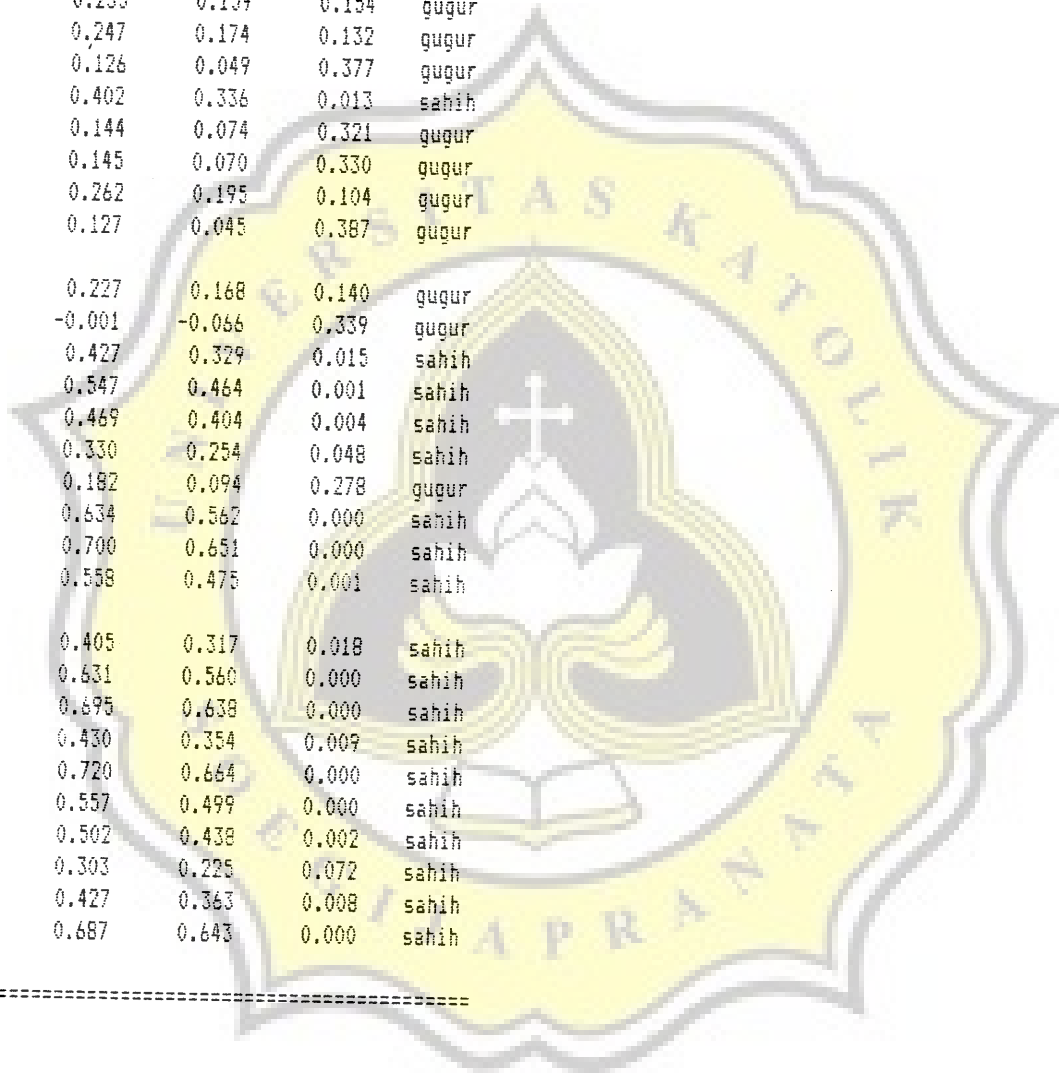 0.154 gugur
0.247 0.174 0.132 gugur
0.126 0.049 0.377 gugur
0.402 0.336 0.013 sahih
0.144 0.074 0.321 gugur
0.145 0.070 0.330 gugur
0.262 0.195 0.104 gugur
0.127 0.045 0.387 gugur
0.227 0.168 0.140 gugur
-0.001 -0.066 0.339 gugur
0.427 0.329 0.015 sahih
0.547 0.464 0.001 sahih
0.469 0.404 0.004 sahih
0.330 0.254 0.048 sahih
0.182 0.094 0.278 gugur
0.634 0.562 0.000 sahih
0.700 0.651 0.000 sahih
0.558 0.475 0.001 sahih
0.405 0.317 0.018 sahih
0.631 0.560 0.000 sahih
0.695 0.638 0.000 sahih
0.430 0.354 0.009 sahih
0.720 0.664 0.000 sahih
0.557 0.499 0.000 sahih
0.502 0.438 0.002 sahih
0.303 0.225 0.072 sahih
0.427 0.363 0.008 sahih
0.687 0.643 0.000 sahih
UNIVERSITAS KATOLIK
SOEGIJAPRANATA